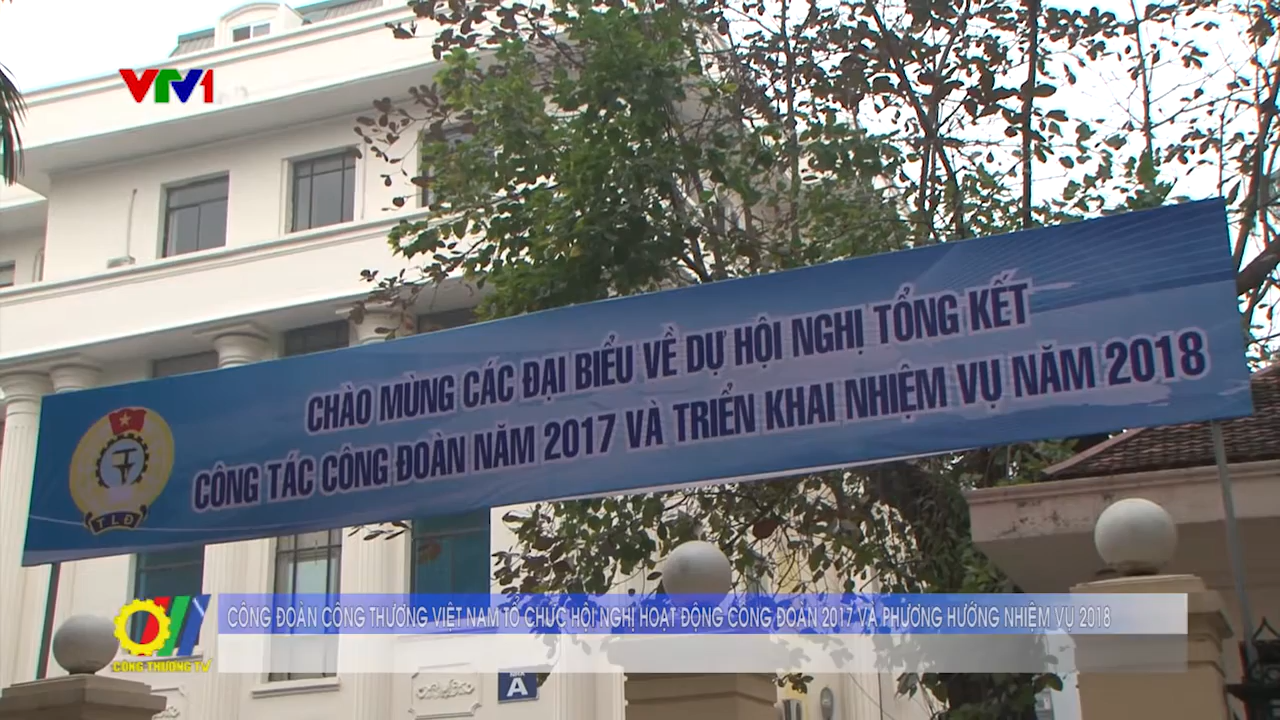 VTV1
CHÀO MỪNG CÁC ĐẠI BIỂU VỀ DỰ HỘI NGHỊ TỔNG KẾT
CÔNG TÁC CÔNG ĐOÀN NĂM 2017 VÀ TRIỂN KHAI NHIỆM VỤ NĂM 2018
TLĐ
CÔNG ĐOÀN CÔNG THƯƠNG VIỆT NAM TỔ CHỨC HỘI NGHỊ HOẠT ĐỘNG CÔNG ĐOÀN 2017 VÀ PHƯƠNG HƯỚNG NHIỆM VỤ 2018
CÔNG THƯƠNG TV
NHÀ
A